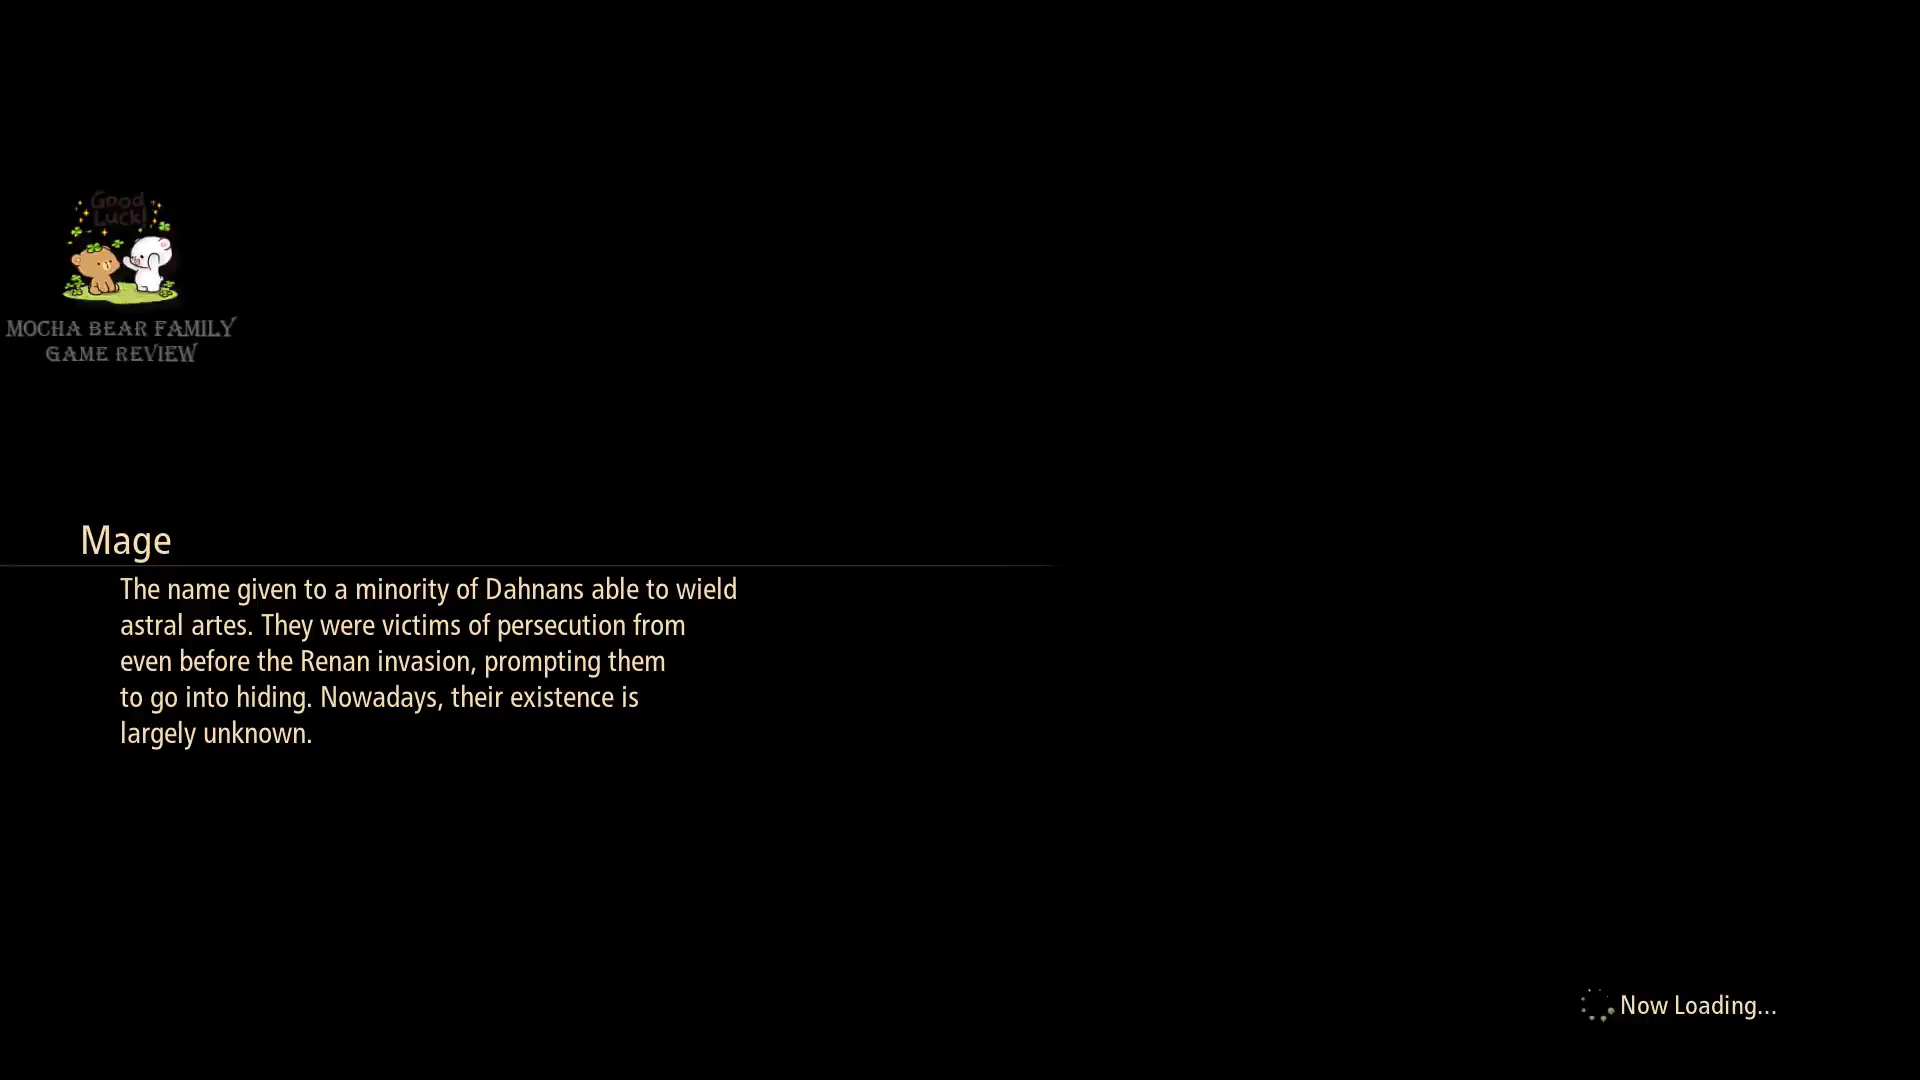 Good
Luck!
MOCHA BEAR FAMILY
GAME REVIEW
Mage
The name given to a minority of Dahnans able to wield
astral artes. They were victims of persecution from
even before the Renan invasion, prompting them
to go into hiding. Nowadays, their existence is
largely unknown.
Now Loading...